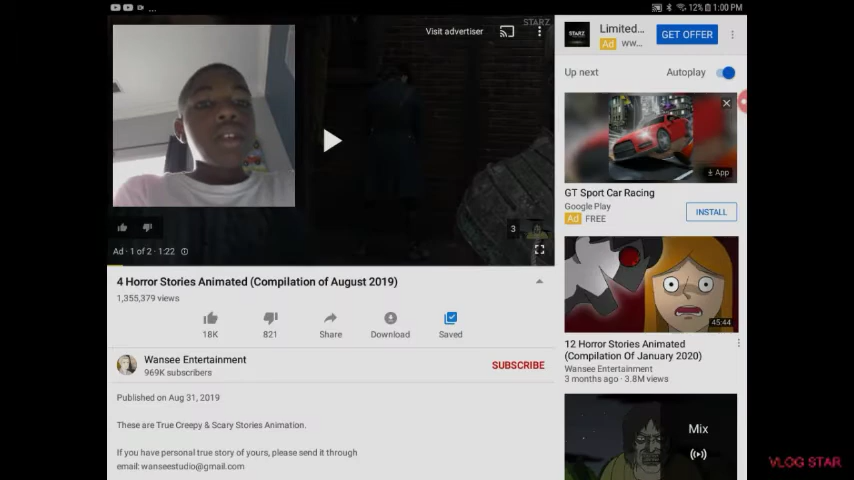 12% 1:00 PM
STARZ
Visit advertiser
Limited...
STARZ
Ad ww...
GET OFFER
Up next
Autoplay
App
GT Sport Car Racing
Google Play
Ad FREE
INSTALL
3
Ad · 1 of 2 · 1:22
4 Horror Stories Animated (Compilation of August 2019)
1,355,379 views
18K
821
Share
Download
Saved
45:44
12 Horror Stories Animated
(Compilation Of January 2020)
Wansee Entertainment
3 months ago · 3.8M views
Wansee Entertainment
969K subscribers
SUBSCRIBE
Published on Aug 31, 2019
These are True Creepy & Scary Stories Animation.
If you have personal true story of yours, please send it through
email: wanseestudio@gmail.com
Mix
VLOG STAR